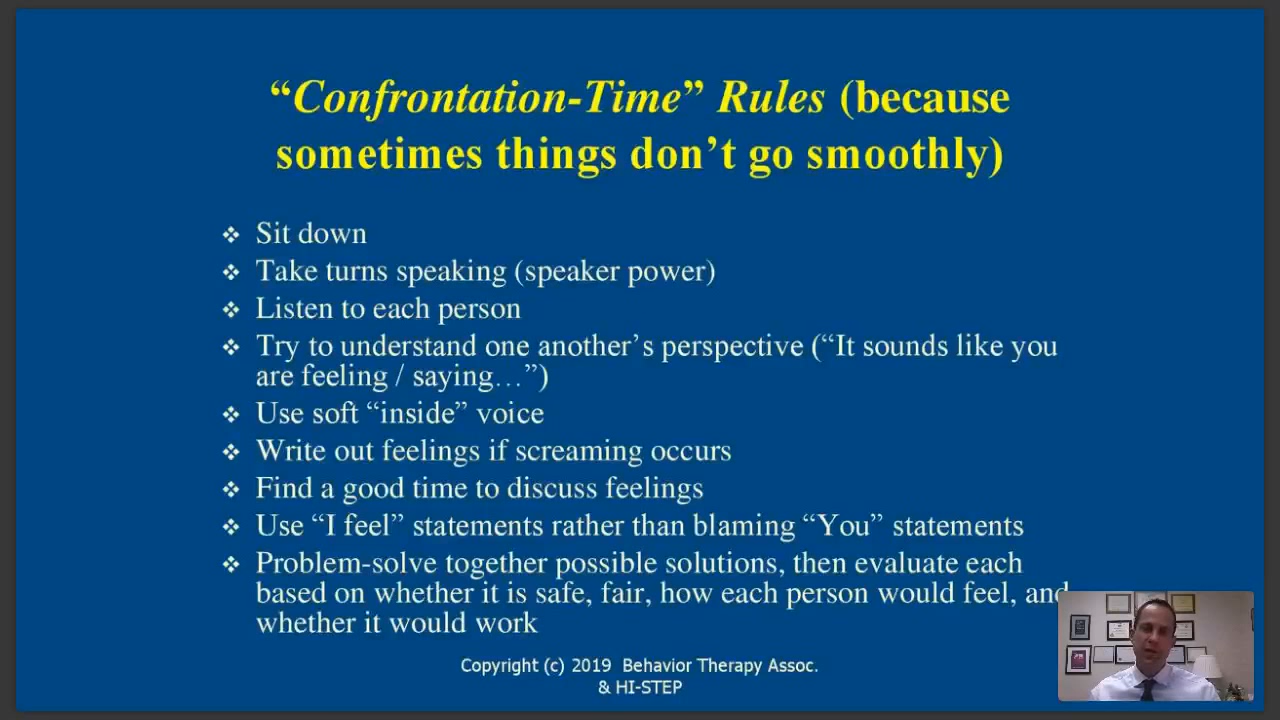 “Confrontation-Time” Rules (because
sometimes things don’t go smoothly)
❖ Sit down
❖ Take turns speaking (speaker power)
❖ Listen to each person
❖ Try to understand one another’s perspective (“It sounds like you
are feeling / saying…”)
❖ Use soft “inside” voice
❖ Write out feelings if screaming occurs
❖ Find a good time to discuss feelings
❖ Use “I feel” statements rather than blaming “You” statements
❖ Problem-solve together possible solutions, then evaluate each
based on whether it is safe, fair, how each person would feel, and
whether it would work
Copyright (c) 2019 Behavior Therapy Assoc.
& HI-STEP